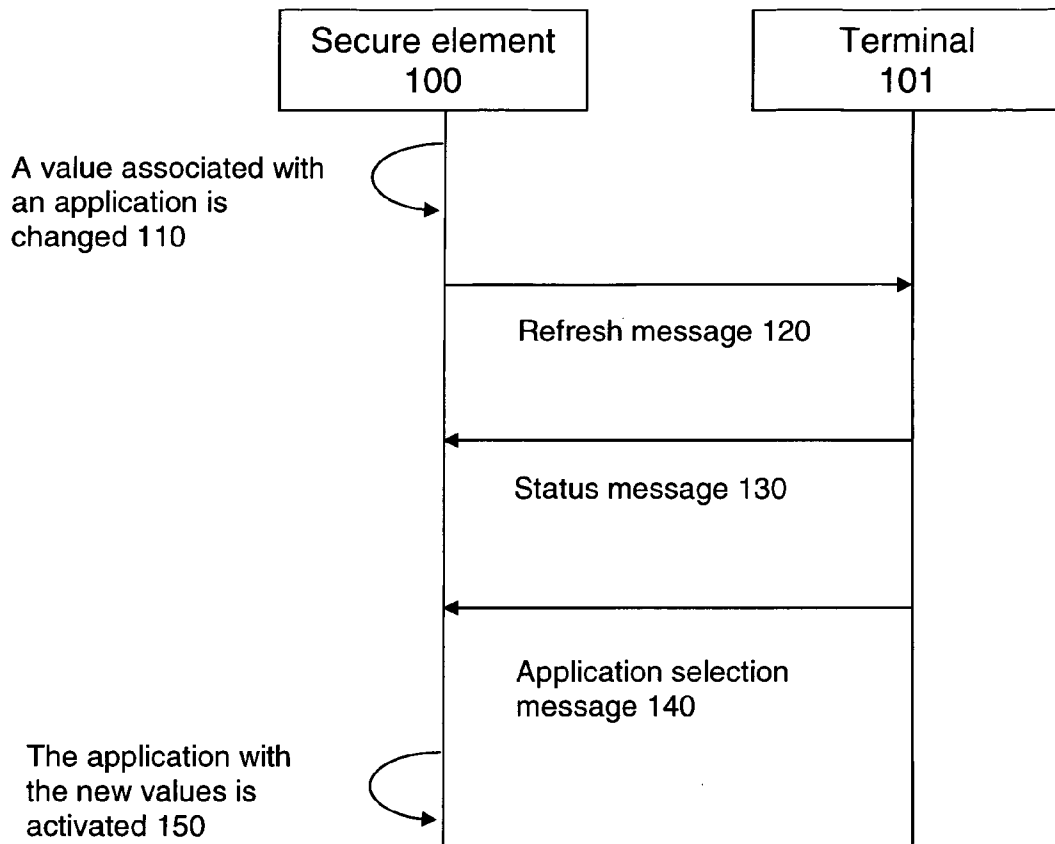 Secure element
100
Terminal
101
A value associated with
an application is
changed 110
Refresh message 120
Status message 130
Application selection
message 140
The application with
the new values is
activated 150